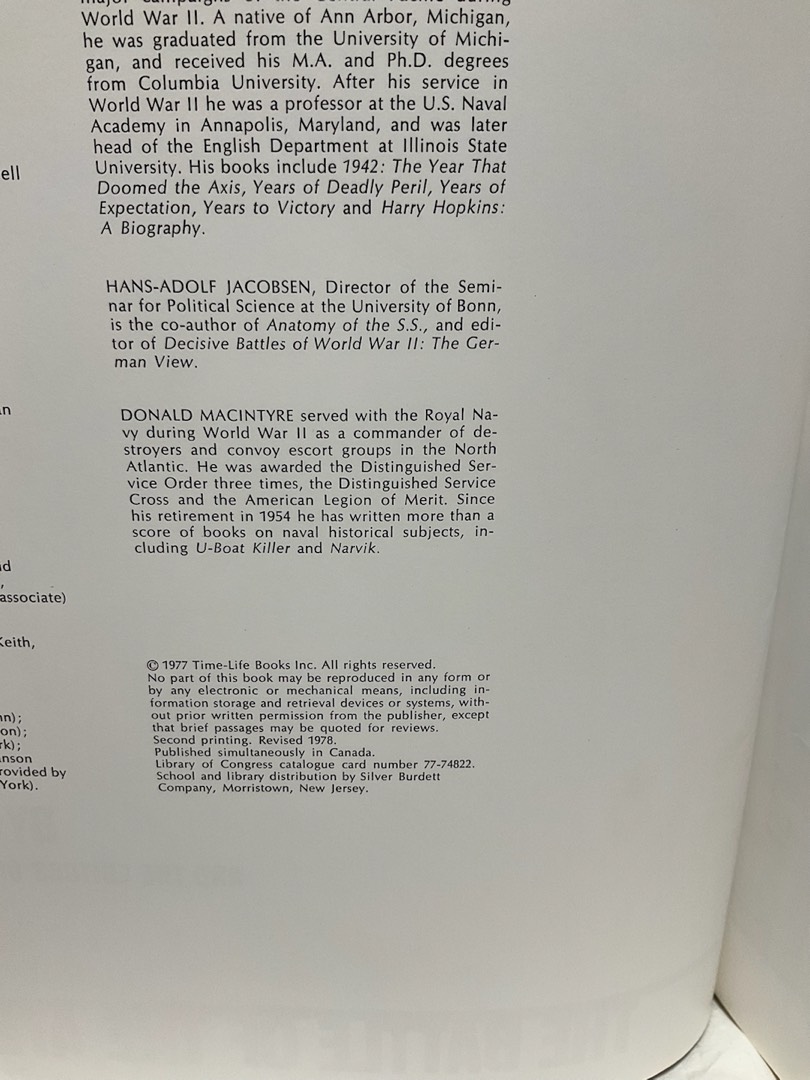 World War II. A native of Ann Arbor, Michigan,
he was graduated from the University of Michi-
gan, and received his M.A. and Ph.D. degrees
from Columbia University. After his service in
World War II he was a professor at the U.S. Naval
Academy in Annapolis, Maryland, and was later
head of the English Department at Illinois State
University. His books include 1942: The Year That
Doomed the Axis, Years of Deadly Peril, Years of
Expectation, Years to Victory and Harry Hopkins:
A Biography.
HANS-ADOLF JACOBSEN, Director of the Semi-
nar for Political Science at the University of Bonn,
is the co-author of Anatomy of the S.S., and edi-
tor of Decisive Battles of World War II: The Ger-
man View.
DONALD MACINTYRE served with the Royal Na-
vy during World War II as a commander of de-
stroyers and convoy escort groups in the North
Atlantic. He was awarded the Distinguished Ser-
vice Order three times, the Distinguished Service
Cross and the American Legion of Merit. Since
his retirement in 1954 he has written more than a
score of books on naval historical subjects, in-
cluding U-Boat Killer and Narvik.
© 1977 Time-Life Books Inc. All rights reserved.
No part of this book may be reproduced in any form or
by any electronic or mechanical means, including in-
formation storage and retrieval devices or systems, with-
out prior written permission from the publisher, except
that brief passages may be quoted for reviews.
Second printing. Revised 1978.
Published simultaneously in Canada.
Library of Congress catalogue card number 77-74822.
School and library distribution by Silver Burdett
Company, Morristown, New Jersey.
ell
associate)
Keith,
on);
rk);
nson
rovided by
York).